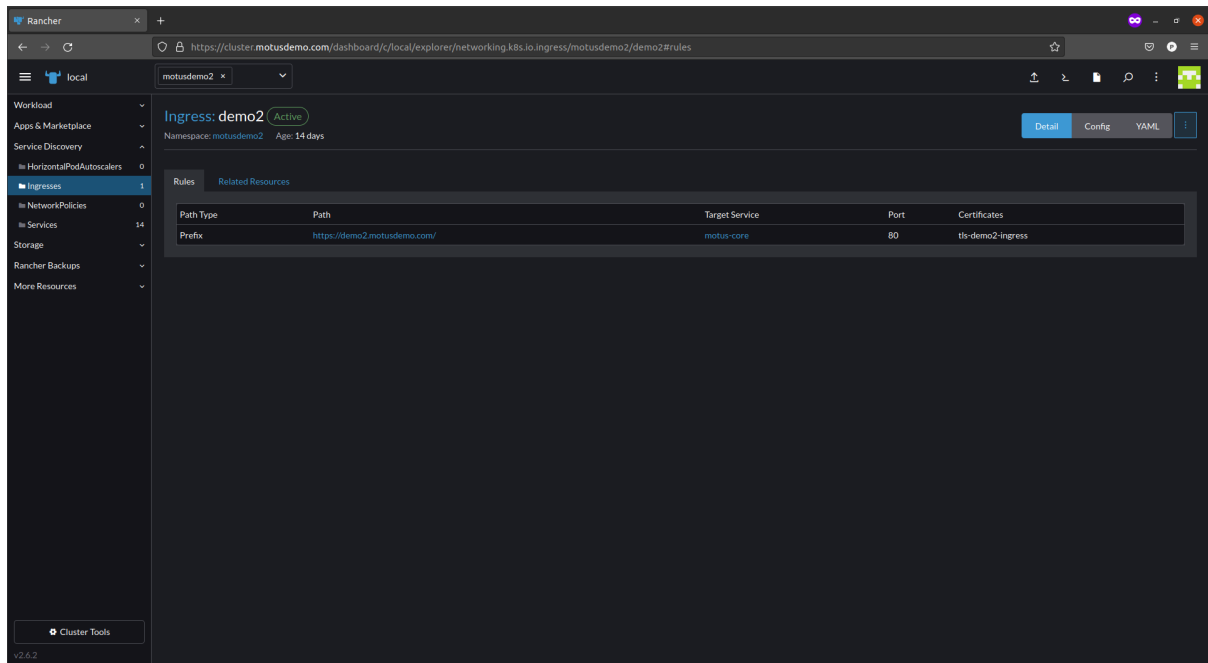 Rancher
https://cluster.motusdemo.com/dashboard/c/local/explorer/networking.k8s.io.ingress/motusdemo2/demo2#rules
local
motusdemo2
Workload
Apps & Marketplace
Service Discovery
HorizontalPodAutoscalers 0
Ingresses 1
NetworkPolicies 0
Services 14
Storage
Rancher Backups
More Resources
Cluster Tools
v2.6.2
Ingress: demo2 Active
Namespace: motusdemo2 Age: 14 days
Detail Config YAML
Rules Related Resources
Path Type Path Target Service Port Certificates
Prefix https://demo2.motusdemo.com/ motus-core 80 tls-demo2-ingress